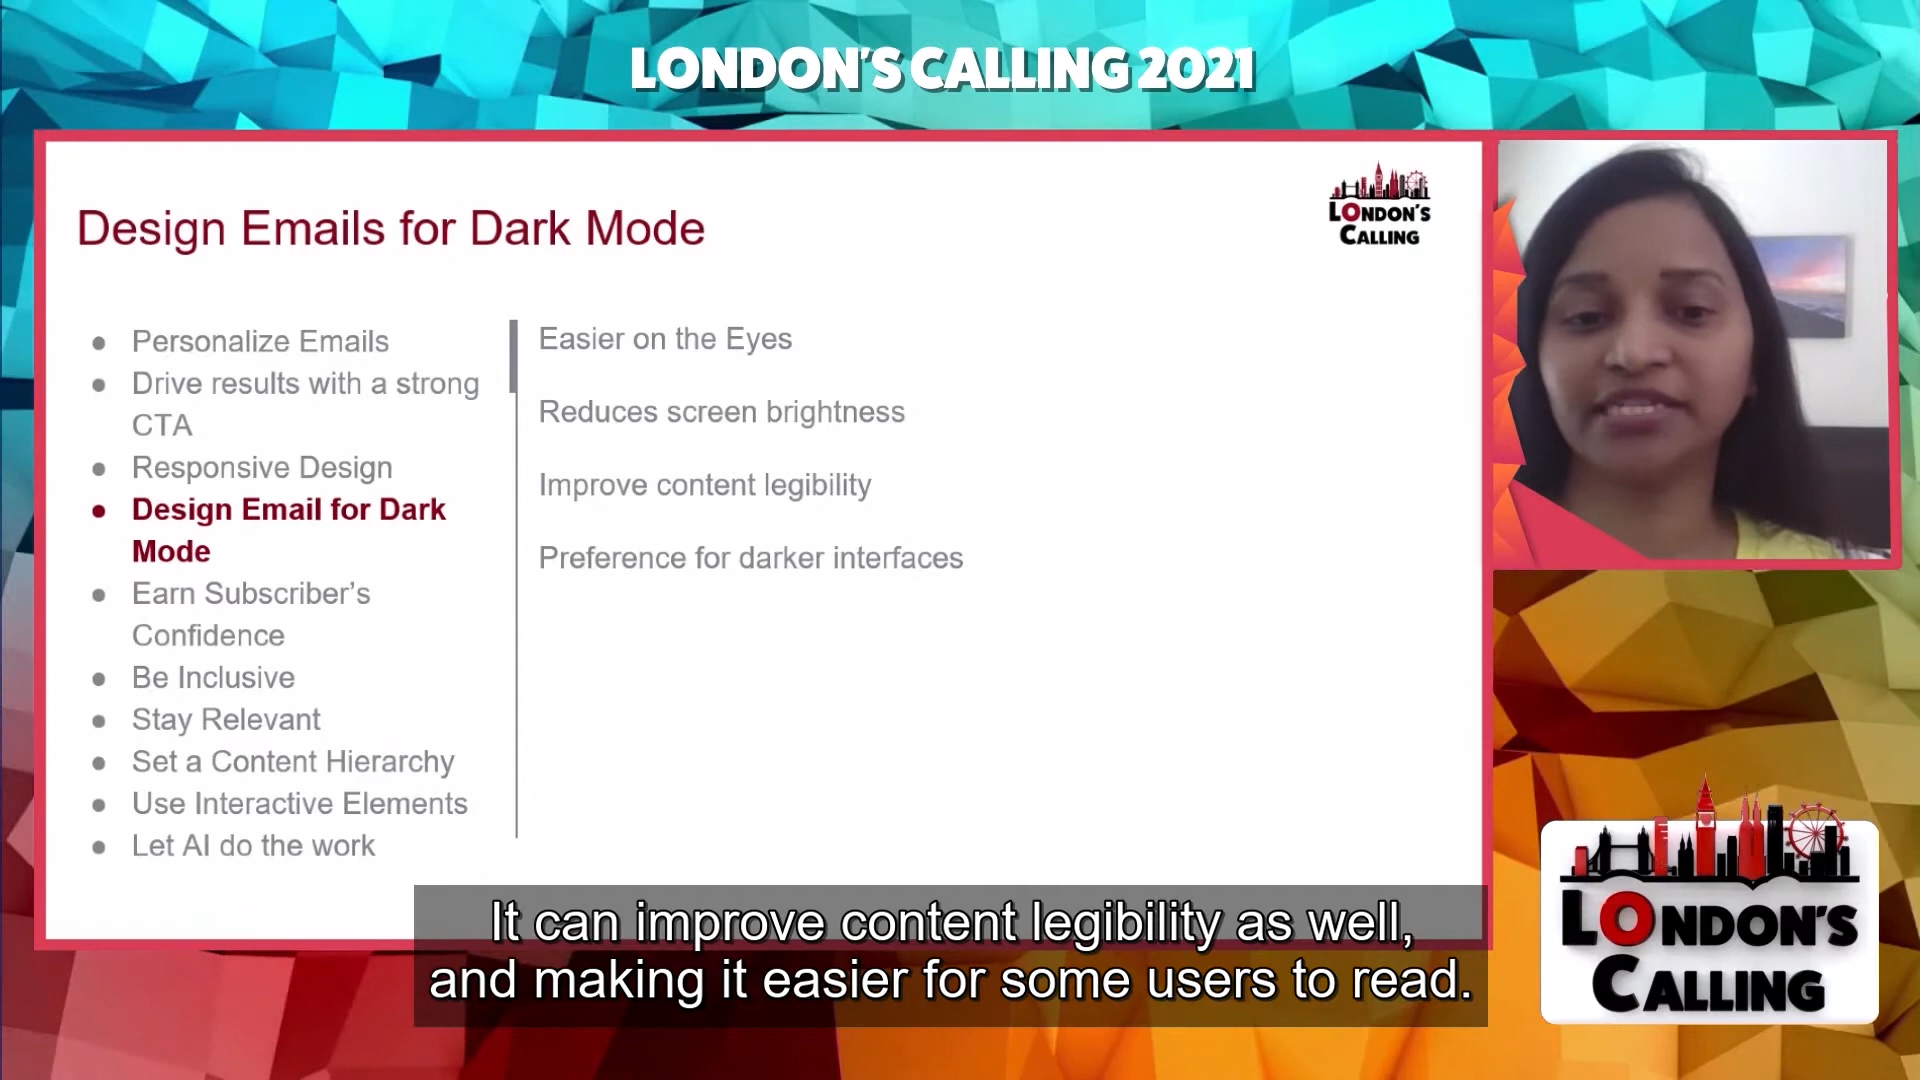 LONDON'S CALLING 2021
LONDON'S
CALLING
Design Emails for Dark Mode
● Personalize Emails
● Drive results with a strong
CTA
● Responsive Design
● Design Email for Dark
Mode
● Earn Subscriber’s
Confidence
● Be Inclusive
● Stay Relevant
● Set a Content Hierarchy
● Use Interactive Elements
● Let AI do the work
Easier on the Eyes
Reduces screen brightness
Improve content legibility
Preference for darker interfaces
It can improve content legibility as well,
and making it easier for some users to read.
LONDON'S
CALLING